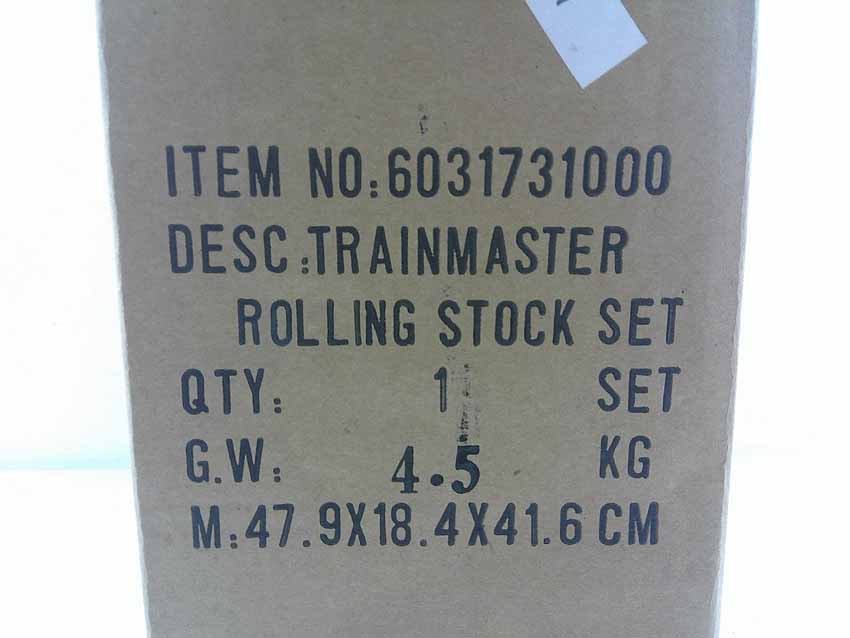 ITEM NO:6031731000
DESC:TRAINMASTER
ROLLING STOCK SET
QTY: 1 SET
G.W: 4.5 KG
M:47.9X18.4X41.6 CM